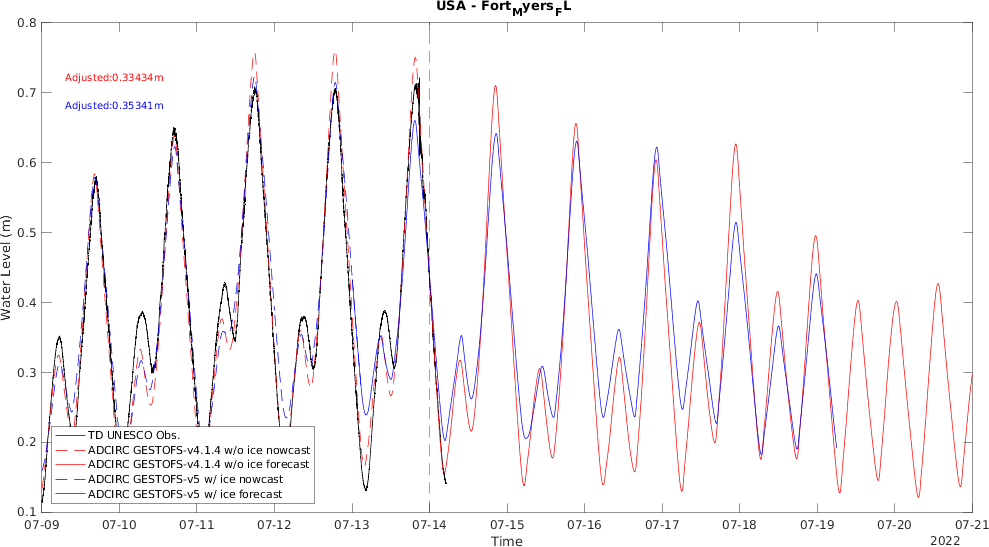 USA - FortMyersFL
0.8
0.7
0.6
0.5
0.4
0.3
0.2
0.1
Water Level (m)
Adjusted:0.33434m
Adjusted:0.35341m
TD UNESCO Obs.
ADCIRC GESTOFS-v4.1.4 w/o ice nowcast
ADCIRC GESTOFS-v4.1.4 w/o ice forecast
ADCIRC GESTOFS-v5 w/ ice nowcast
ADCIRC GESTOFS-v5 w/ ice forecast
07-09 07-10 07-11 07-12 07-13 07-14 07-15 07-16 07-17 07-18 07-19 07-20 07-21
Time
2022